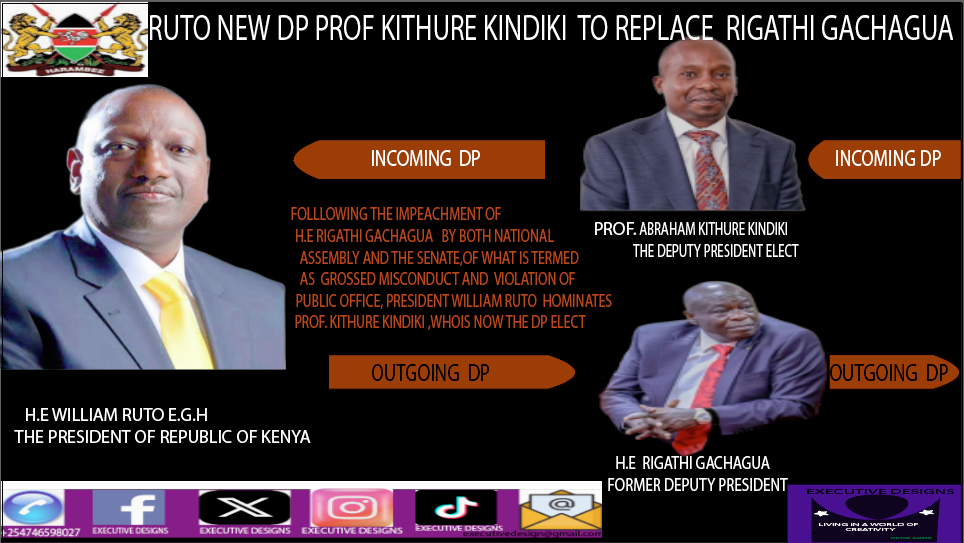 RUTO NEW DP PROF KITHURE KINDIKI TO REPLACE RIGATHI GACHAGUA
HARAMBEE
INCOMING DP
INCOMING DP
FOLLLOWING THE IMPEACHMENT OF
H.E RIGATHI GACHAGUA BY BOTH NATIONAL
ASSEMBLY AND THE SENATE,OF WHAT IS TERMED
AS GROSSED MISCONDUCT AND VIOLATION OF
PUBLIC OFFICE, PRESIDENT WILLIAM RUTO HOMINATES
PROF. KITHURE KINDIKI ,WHOIS NOW THE DP ELECT
PROF. ABRAHAM KITHURE KINDIKI
THE DEPUTY PRESIDENT ELECT
OUTGOING DP
OUTGOING DP
H.E WILLIAM RUTO E.G.H
THE PRESIDENT OF REPUBLIC OF KENYA
H.E RIGATHI GACHAGUA
FORMER DEPUTY PRESIDENT
+254746598027
EXECUTIVE DESIGNS
EXECUTIVE DESIGNS
EXECUTIVE DESIGNS
EXECUTIVE DESIGNS
executivedesign@gmail.com
EXECUTIVE DESIGNS
LIVING IN A WORLD OF
CREATIVITY